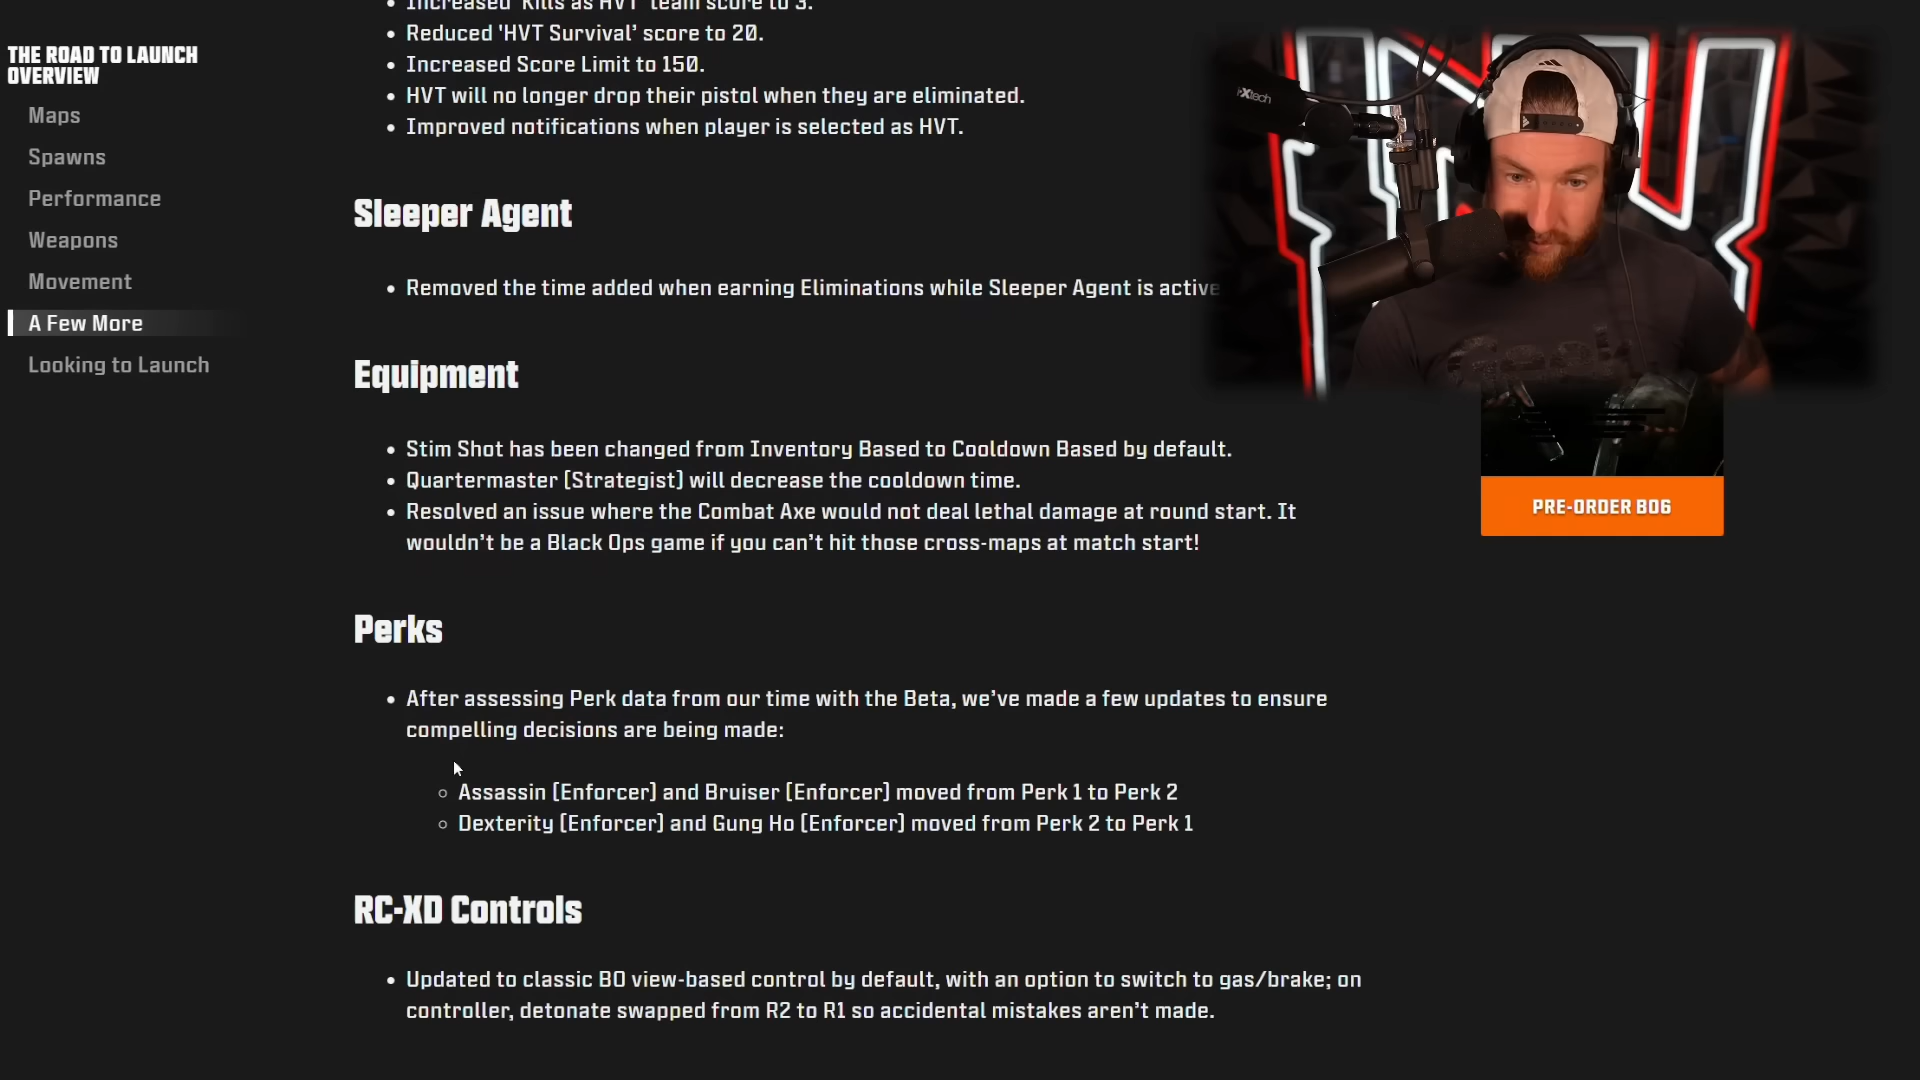 Increased 'Kills as HVT' team score to 3.
Reduced 'HVT Survival' score to 20.
Increased Score Limit to 150.
HVT will no longer drop their pistol when they are eliminated.
Improved notifications when player is selected as HVT.
THE ROAD TO LAUNCH
OVERVIEW
Maps
Spawns
Performance
Weapons
Movement
A Few More
Looking to Launch
Sleeper Agent
Removed the time added when earning Eliminations while Sleeper Agent is active
Equipment
Stim Shot has been changed from Inventory Based to Cooldown Based by default.
Quartermaster [Strategist] will decrease the cooldown time.
Resolved an issue where the Combat Axe would not deal lethal damage at round start. It
wouldn't be a Black Ops game if you can't hit those cross-maps at match start!
Perks
After assessing Perk data from our time with the Beta, we've made a few updates to ensure
compelling decisions are being made:
Assassin [Enforcer] and Bruiser [Enforcer] moved from Perk 1 to Perk 2
Dexterity [Enforcer] and Gung Ho [Enforcer] moved from Perk 2 to Perk 1
RC-XD Controls
Updated to classic BO view-based control by default, with an option to switch to gas/brake; on
controller, detonate swapped from R2 to R1 so accidental mistakes aren't made.
PRE-ORDER BO6